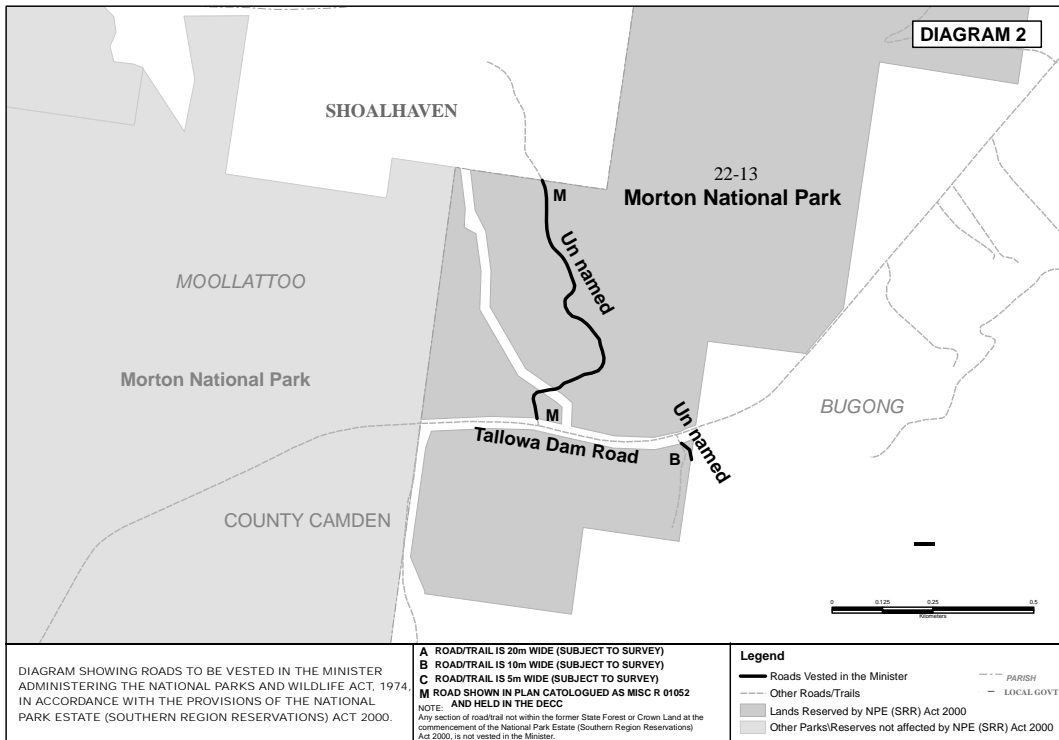 DIAGRAM 2
SHOALHAVEN
22-13
Morton National Park
M
Un named
MOOLLATTOO
Morton National Park
M
Un named
BUGONG
Tallowa Dam Road
B
COUNTY CAMDEN
0 0.125 0.25 0.5
Kilometers
DIAGRAM SHOWING ROADS TO BE VESTED IN THE MINISTER
ADMINISTERING THE NATIONAL PARKS AND WILDLIFE ACT, 1974,
IN ACCORDANCE WITH THE PROVISIONS OF THE NATIONAL
PARK ESTATE (SOUTHERN REGION RESERVATIONS) ACT 2000.
A ROAD/TRAIL IS 20m WIDE (SUBJECT TO SURVEY)
B ROAD/TRAIL IS 10m WIDE (SUBJECT TO SURVEY)
C ROAD/TRAIL IS 5m WIDE (SUBJECT TO SURVEY)
M ROAD SHOWN IN PLAN CATOLOGUED AS MISC R 01052
AND HELD IN THE DECC
NOTE:
Any section of road/trail not within the former State Forest or Crown Land at the
commencement of the National Park Estate (Southern Region Reservations)
Act 2000, is not vested in the Minister.
Legend
Roads Vested in the Minister
Other Roads/Trails
Lands Reserved by NPE (SRR) Act 2000
Other Parks\Reserves not affected by NPE (SRR) Act 2000
PARISH
LOCAL GOVT